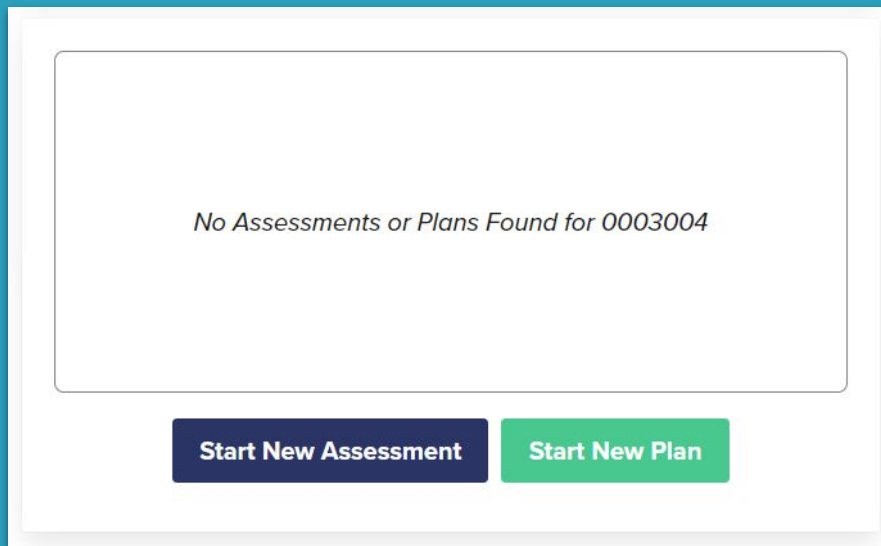 No Assessments or Plans Found for 0003004
Start New Assessment
Start New Plan